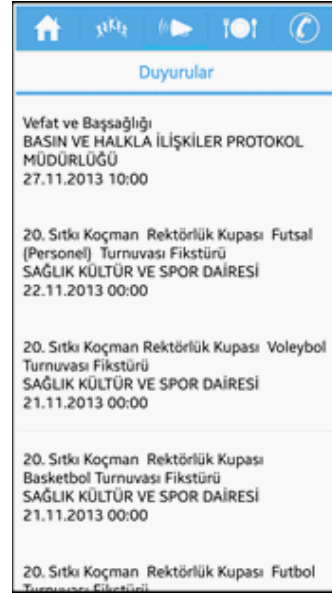 Duyurular
Vefat ve Başsağlığı
BASIN VE HALKLA İLİŞKİLER PROTOKOL
MÜDÜRLÜĞÜ
27.11.2013 10:00
20. Sıtkı Koçman Rektörlük Kupası Futsal
(Personel) Turnuvası Fikstürü
SAĞLIK KÜLTÜR VE SPOR DAİRESİ
22.11.2013 00:00
20. Sıtkı Koçman Rektörlük Kupası Voleybol
Turnuvası Fikstürü
SAĞLIK KÜLTÜR VE SPOR DAİRESİ
21.11.2013 00:00
20. Sıtkı Koçman Rektörlük Kupası
Basketbol Turnuvası Fikstürü
SAĞLIK KÜLTÜR VE SPOR DAİRESİ
21.11.2013 00:00
20. Sıtkı Koçman Rektörlük Kupası Futbol
Turnuvası Fikstürü